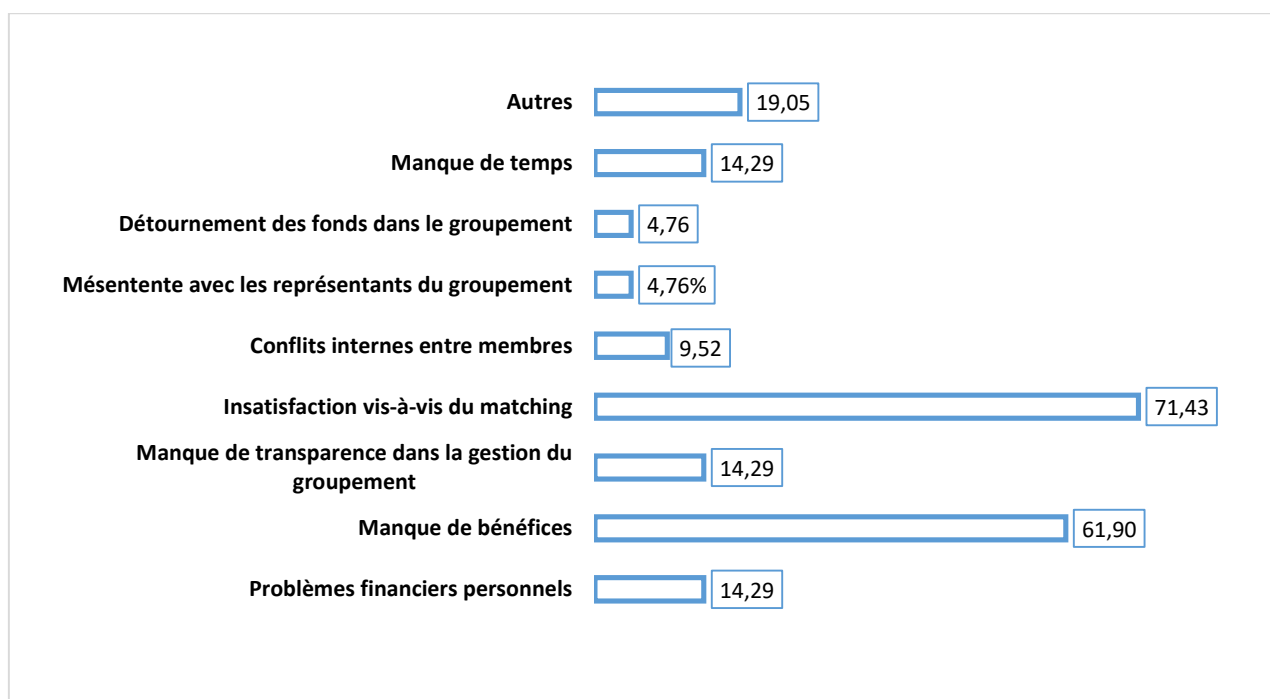 Autres
19,05
Manque de temps
14,29
Détournement des fonds dans le groupement
4,76
Mésentente avec les représentants du groupement
4,76%
Conflits internes entre membres
9,52
Insatisfaction vis-à-vis du matching
71,43
Manque de transparence dans la gestion du
groupement
14,29
Manque de bénéfices
61,90
Problèmes financiers personnels
14,29